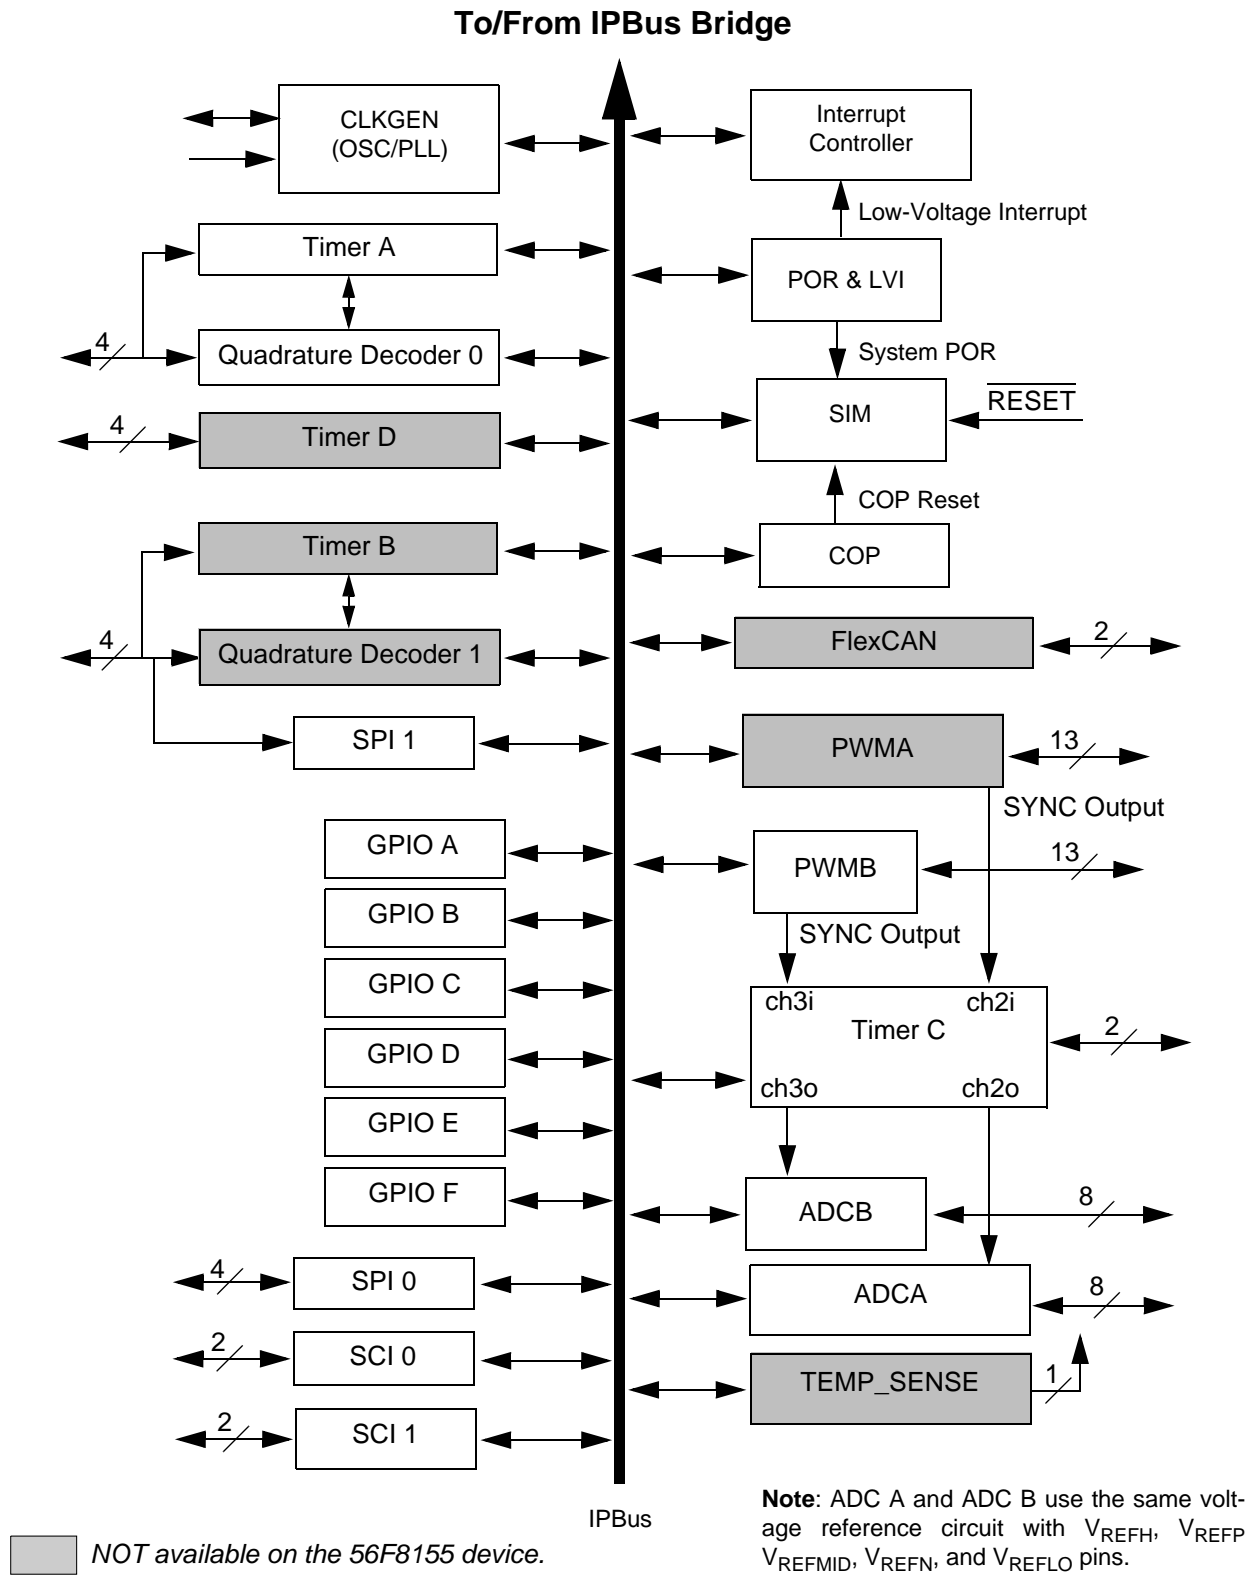 To/From IPBus Bridge
CLKGEN
(OSC/PLL)
Timer A
4
Quadrature Decoder 0
4
Timer D
Timer B
4
Quadrature Decoder 1
SPI 1
GPIO A
GPIO B
GPIO C
GPIO D
GPIO E
GPIO F
4
SPI 0
2
SCI 0
2
SCI 1
Interrupt
Controller
Low-Voltage Interrupt
POR & LVI
System POR
SIM
RESET
COP Reset
COP
FlexCAN
2
PWMA
13
SYNC Output
PWMB
13
SYNC Output
ch3i
ch2i
Timer C
2
ch3o
ch2o
ADCB
8
ADCA
8
TEMP_SENSE
1
IPBus
NOT available on the 56F8155 device.
Note: ADC A and ADC B use the same volt-
age reference circuit with VREFH, VREFP
VREFMID, VREFN, and VREFLO pins.